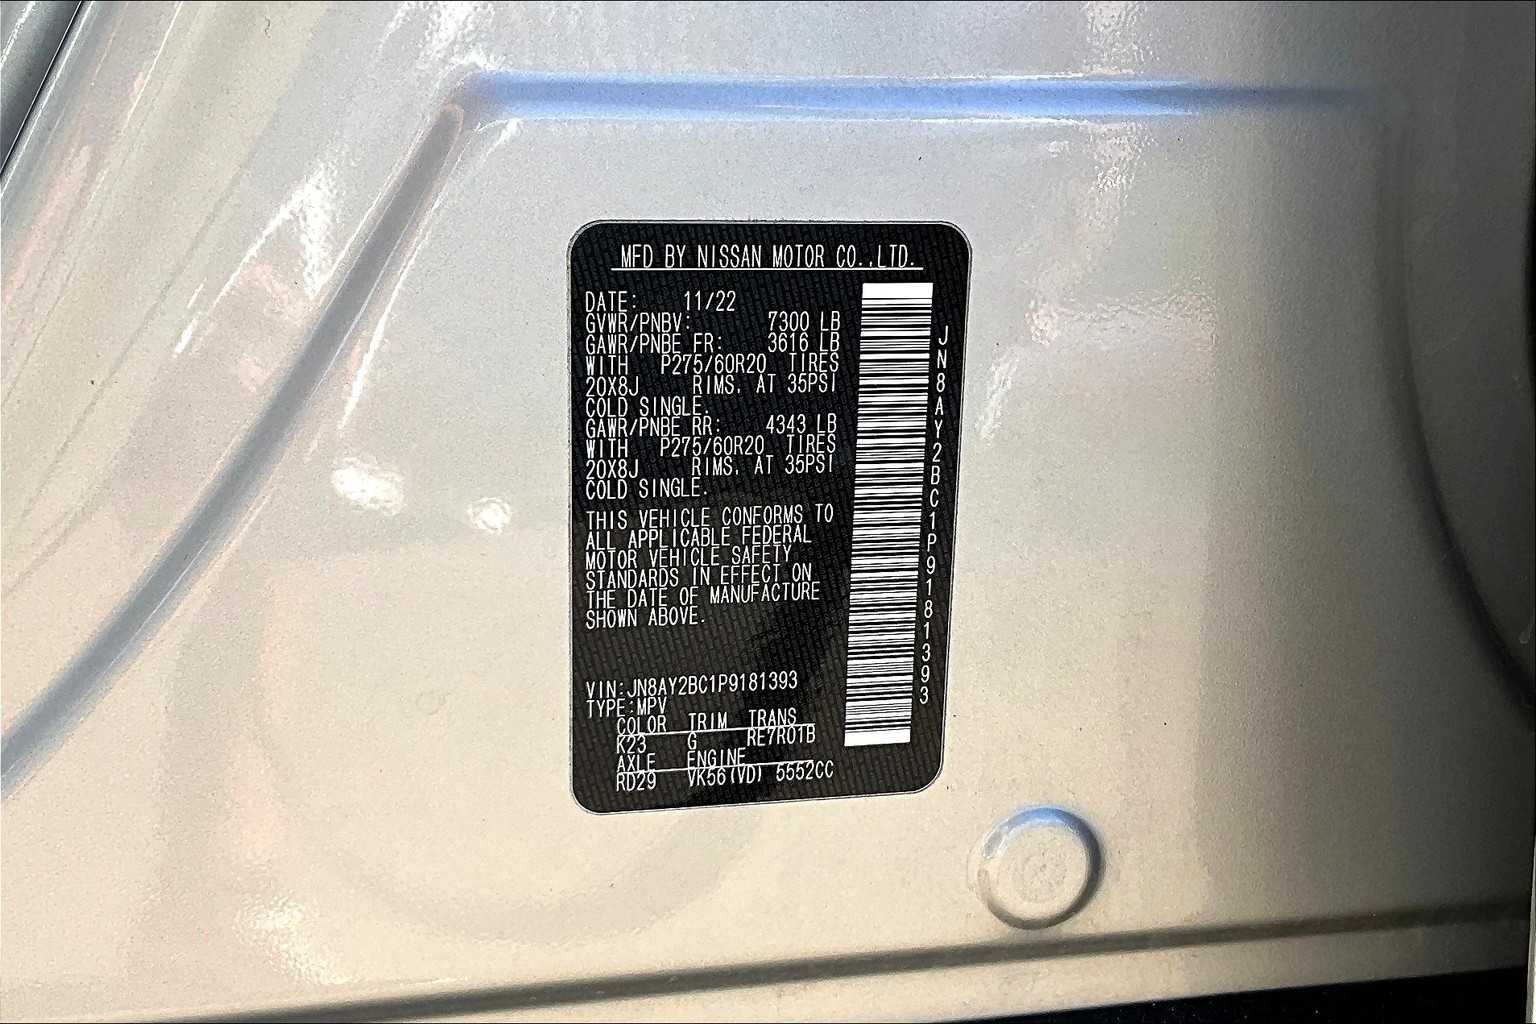 MFD BY NISSAN MOTOR CO.,LTD.
DATE: 11/22
GVWR/PNBV: 7300 LB
GAWR/PNBE FR: 3616 LB
WITH P275/60R20 TIRES
20X8J RIMS, AT 35PSI
COLD SINGLE.
GAWR/PNBE RR: 4343 LB
WITH P275/60R20 TIRES
20X8J RIMS, AT 35PSI
COLD SINGLE.
THIS VEHICLE CONFORMS TO
ALL APPLICABLE FEDERAL
MOTOR VEHICLE SAFETY
STANDARDS IN EFFECT ON
THE DATE OF MANUFACTURE
SHOWN ABOVE.
VIN:JN8AY2BC1P9181393
TYPE:MPV
COLOR TRIM TRANS
K23 G RE7R01B
AXLE ENGINE
RD29 VK56(VD) 5552CC
JN8AY2BC1P9181393